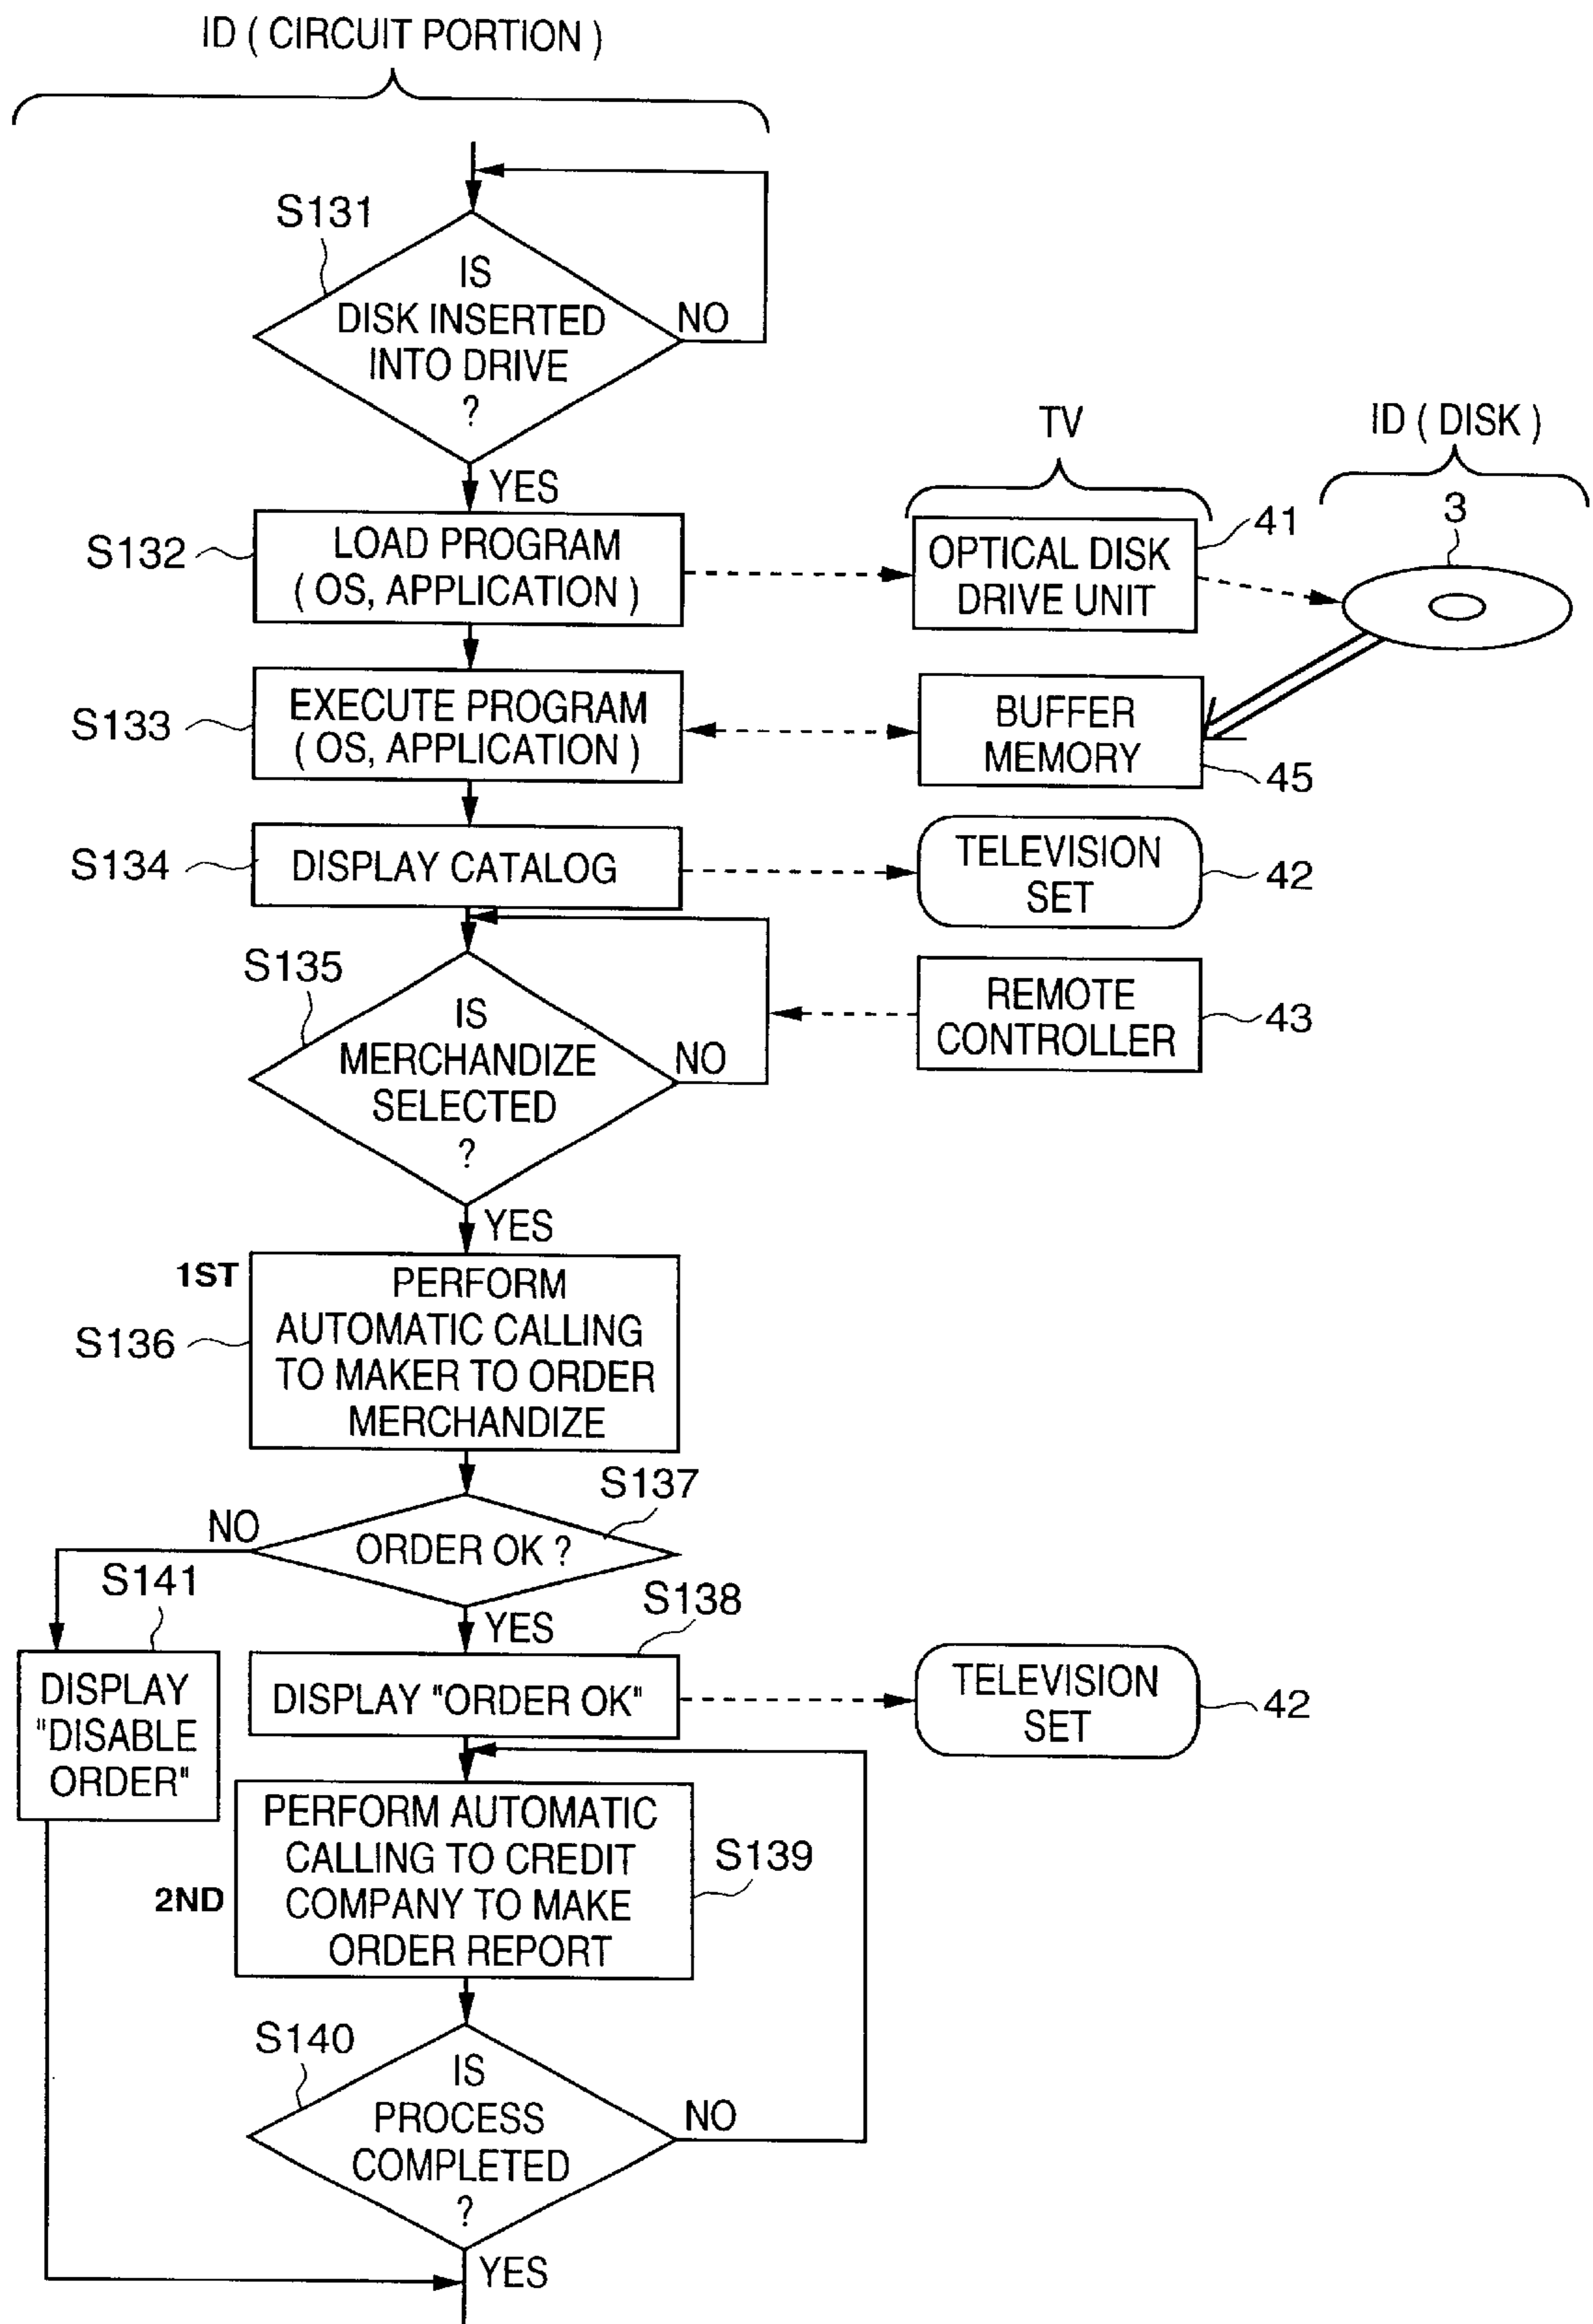 ID ( CIRCUIT PORTION )
S131
IS
DISK INSERTED
INTO DRIVE
?
NO
YES
TV
ID ( DISK )
S132
LOAD PROGRAM
( OS, APPLICATION )
OPTICAL DISK
DRIVE UNIT
41
3
S133
EXECUTE PROGRAM
( OS, APPLICATION )
BUFFER
MEMORY
45
S134
DISPLAY CATALOG
TELEVISION
SET
42
S135
IS
MERCHANDIZE
SELECTED
?
NO
REMOTE
CONTROLLER
43
YES
1ST
S136
PERFORM
AUTOMATIC CALLING
TO MAKER TO ORDER
MERCHANDIZE
S137
ORDER OK ?
NO
YES
S141
DISPLAY
"DISABLE
ORDER"
S138
DISPLAY "ORDER OK"
TELEVISION
SET
42
2ND
PERFORM AUTOMATIC
CALLING TO CREDIT
COMPANY TO MAKE
ORDER REPORT
S139
S140
IS
PROCESS
COMPLETED
?
NO
YES